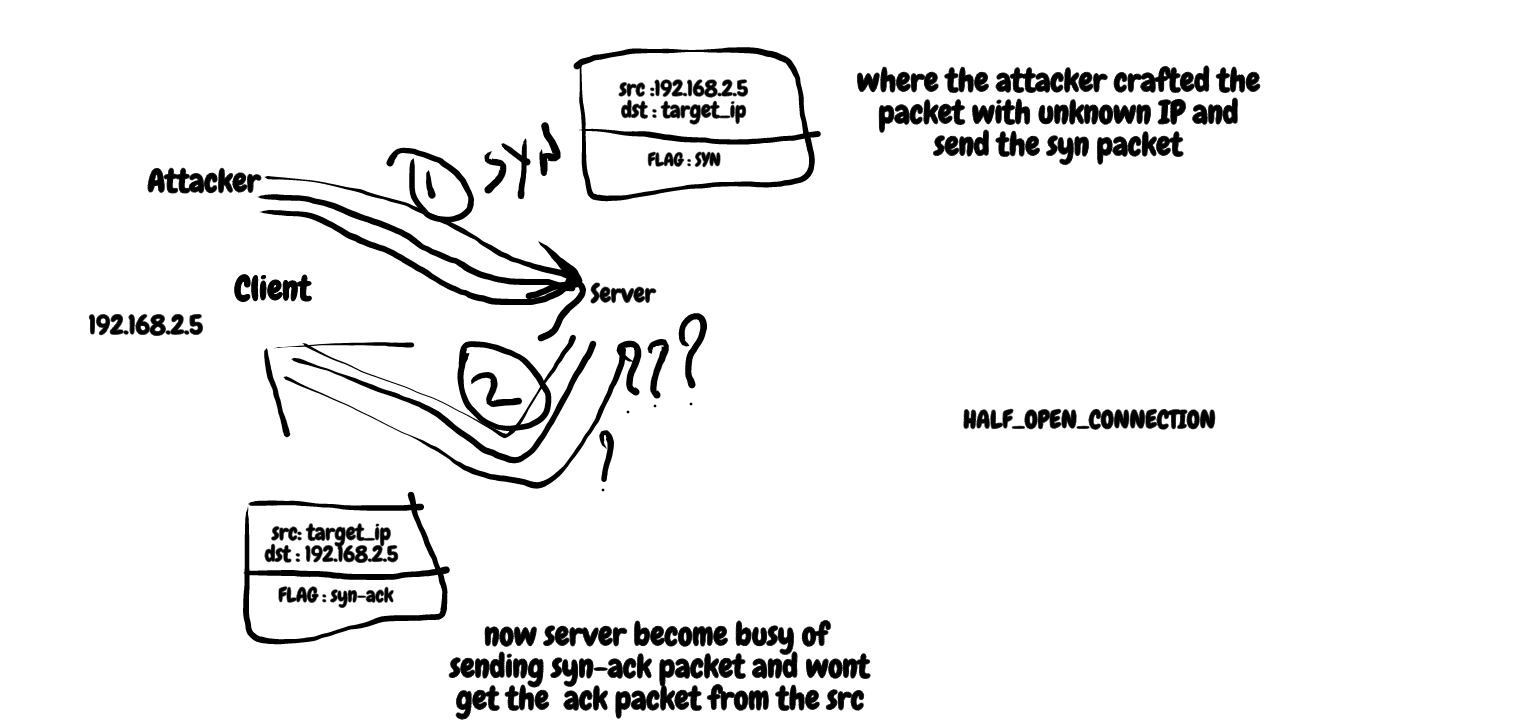 src :192.168.2.5
dst : target_ip
FLAG : SYN
where the attacker crafted the
packet with unknown IP and
send the syn packet
1
SYN
Attacker
Client
Server
192.168.2.5
2
???
?
HALF_OPEN_CONNECTION
src: target_ip
dst : 192.168.2.5
FLAG : syn-ack
now server become busy of
sending syn-ack packet and wont
get the ack packet from the src